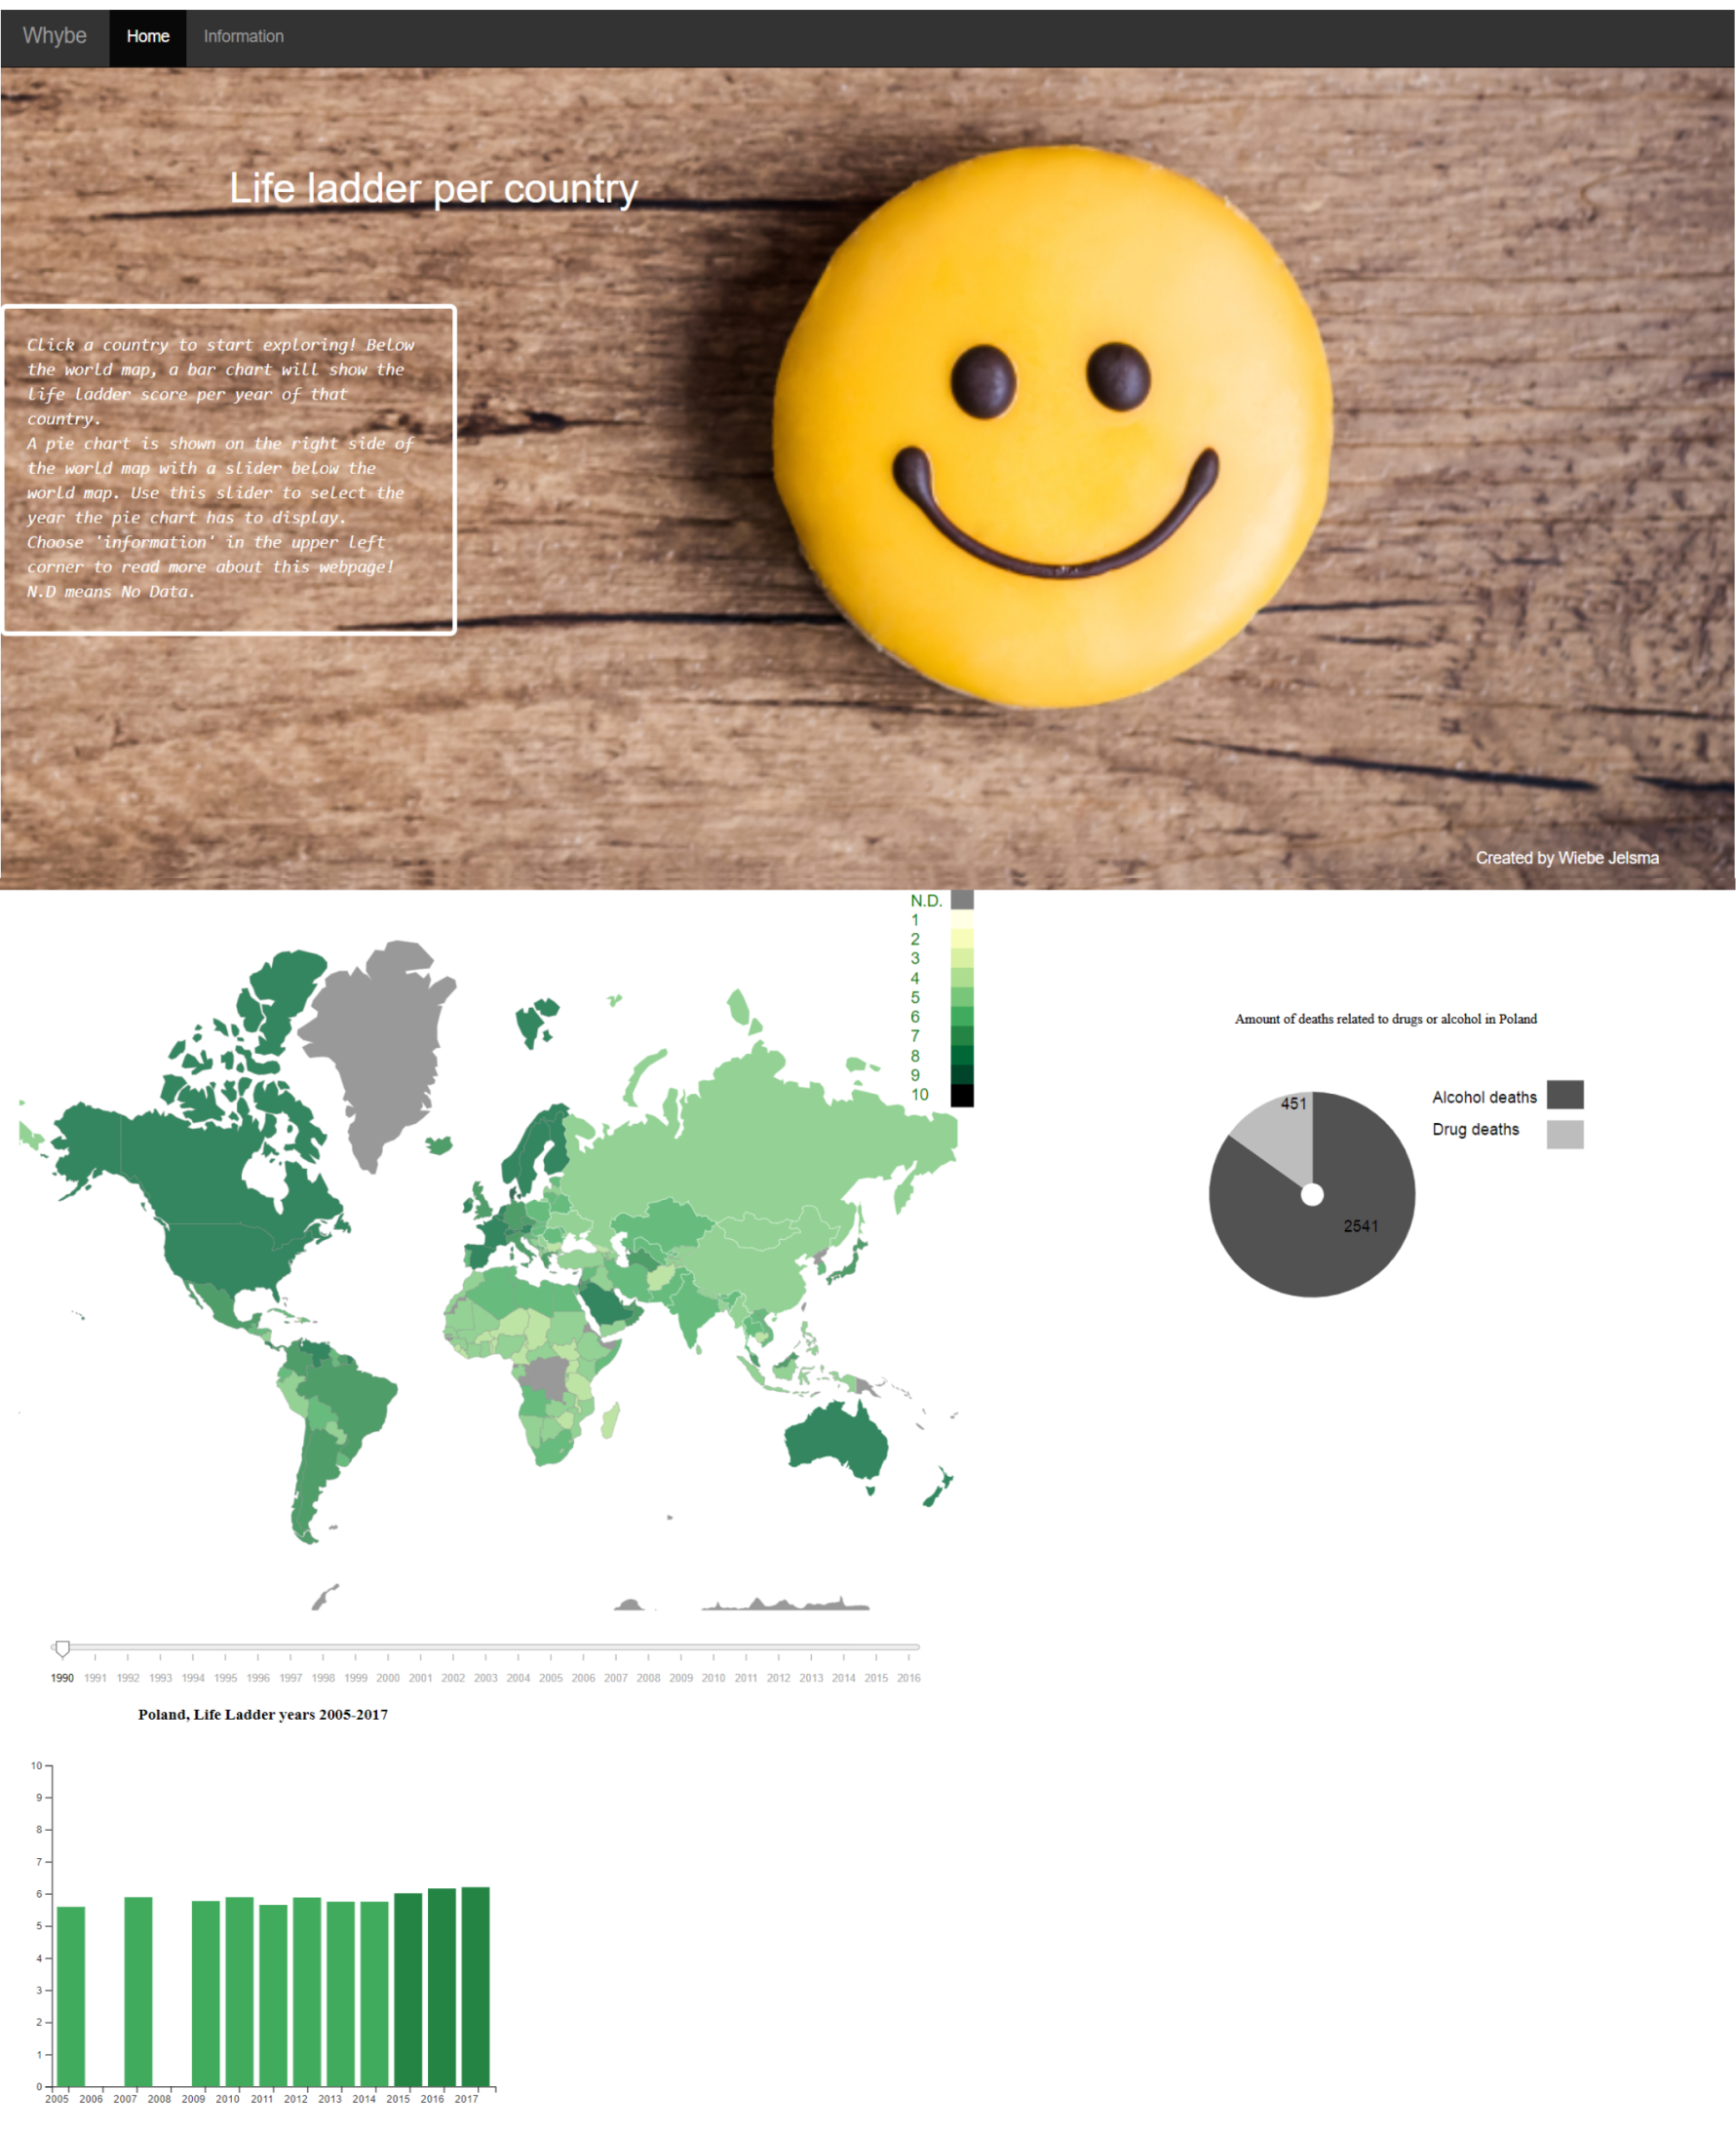 Whybe Home Information
Life ladder per country
Click a country to start exploring! Below
the world map, a bar chart will show the
life ladder score per year of that
country.
A pie chart is shown on the right side of
the world map with a slider below the
world map. Use this slider to select the
year the pie chart has to display.
Choose 'information' in the upper left
corner to read more about this webpage!
N.D means No Data.
Created by Wiebe Jelsma
N.D.
1
2
3
4
5
6
7
8
9
10
Amount of deaths related to drugs or alcohol in Poland
451
2541
Alcohol deaths
Drug deaths
1990 1991 1992 1993 1994 1995 1996 1997 1998 1999 2000 2001 2002 2003 2004 2005 2006 2007 2008 2009 2010 2011 2012 2013 2014 2015 2016
Poland, Life Ladder years 2005-2017
10
9
8
7
6
5
4
3
2
1
0
2005 2006 2007 2008 2009 2010 2011 2012 2013 2014 2015 2016 2017